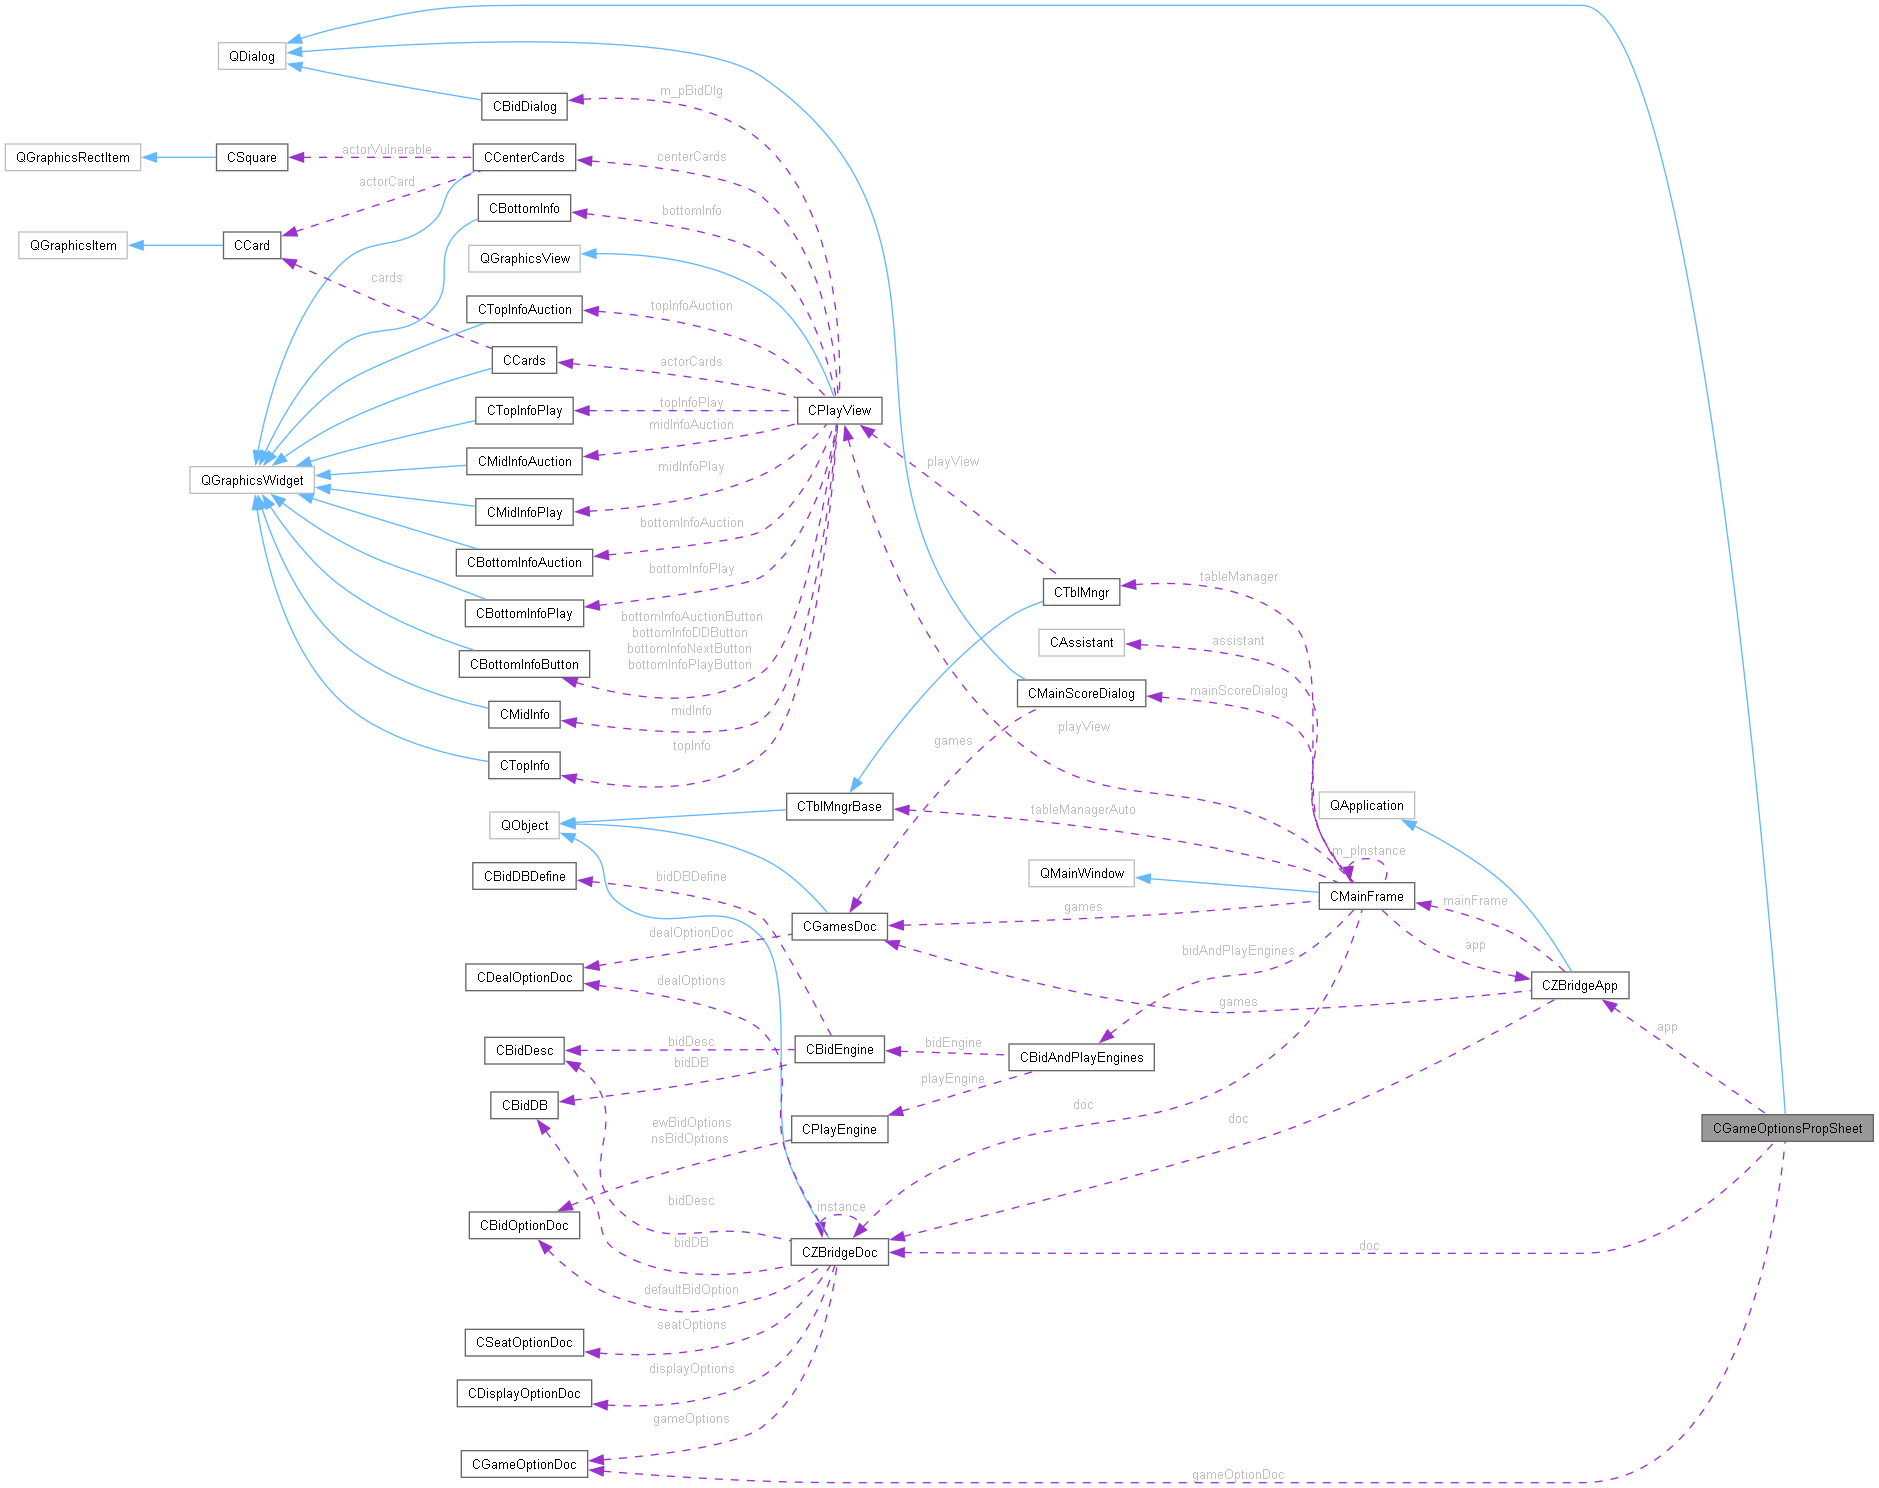 QDialog
CBidDialog
m_pBidDlg
QGraphicsRectItem
CSquare
actorVulnerable
CCenterCards
centerCards
actorCard
CBottomInfo
bottomInfo
QGraphicsItem
CCard
QGraphicsView
cards
CTopInfoAuction
topInfoAuction
CCards
actorCards
CTopInfoPlay
topInfoPlay
CPlayView
midInfoAuction
CMidInfoAuction
playView
midInfoPlay
QGraphicsWidget
CMidInfoPlay
bottomInfoAuction
CBottomInfoAuction
bottomInfoPlay
tableManager
CTblMngr
CBottomInfoPlay
bottomInfoAuctionButton
bottomInfoDDButton
bottomInfoNextButton
bottomInfoPlayButton
CAssistant
assistant
CBottomInfoButton
CMainScoreDialog
mainScoreDialog
CMidInfo
midInfo
playView
games
topInfo
CTopInfo
CTblMngrBase
tableManagerAuto
QApplication
QObject
m_pInstance
CBidDBDefine
bidDBDefine
QMainWindow
CMainFrame
mainFrame
games
CGamesDoc
dealOptionDoc
bidAndPlayEngines
app
CDealOptionDoc
dealOptions
CZBridgeApp
games
app
CBidDesc
bidDesc
CBidEngine
bidEngine
CBidAndPlayEngines
bidDB
playEngine
CBidDB
doc
doc
ewBidOptions
nsBidOptions
CPlayEngine
CGameOptionsPropSheet
bidDesc
instance
CBidOptionDoc
bidDB
CZBridgeDoc
doc
defaultBidOption
seatOptions
CSeatOptionDoc
displayOptions
CDisplayOptionDoc
gameOptions
CGameOptionDoc
gameOptionDoc